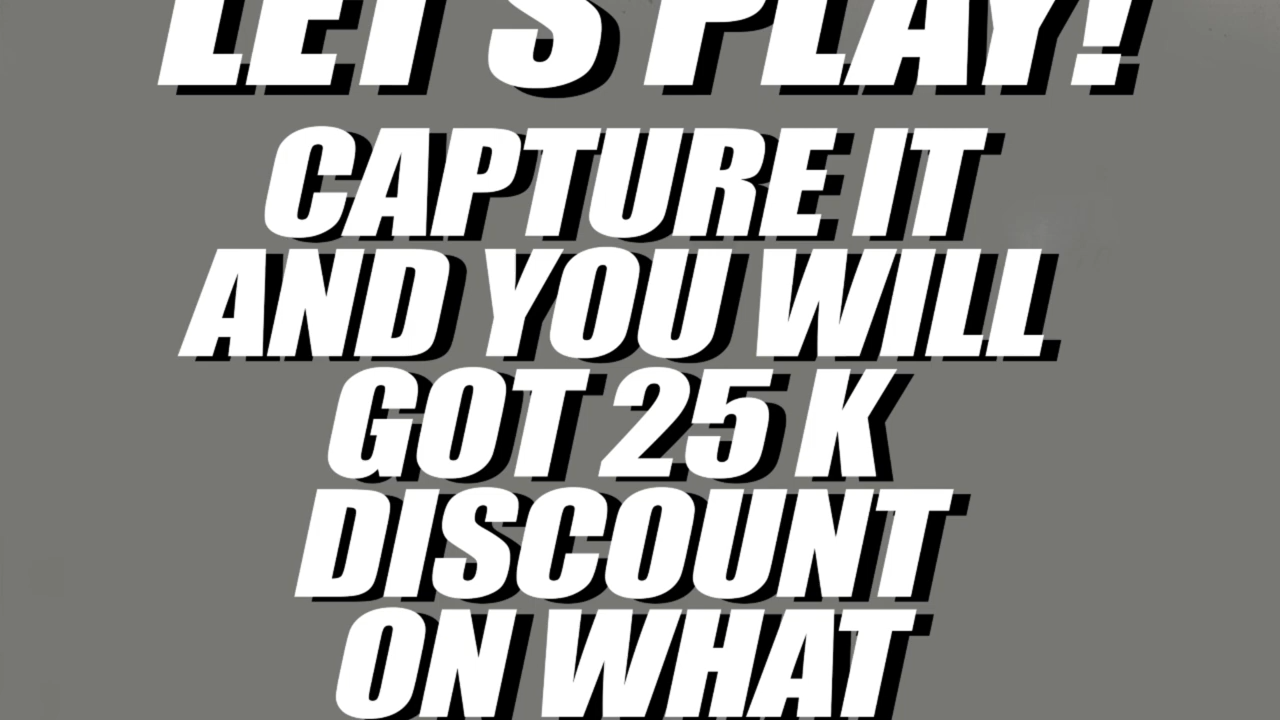 LET'S PLAY!
CAPTURE IT
AND YOU WILL
GOT 25 K
DISCOUNT
ON WHAT